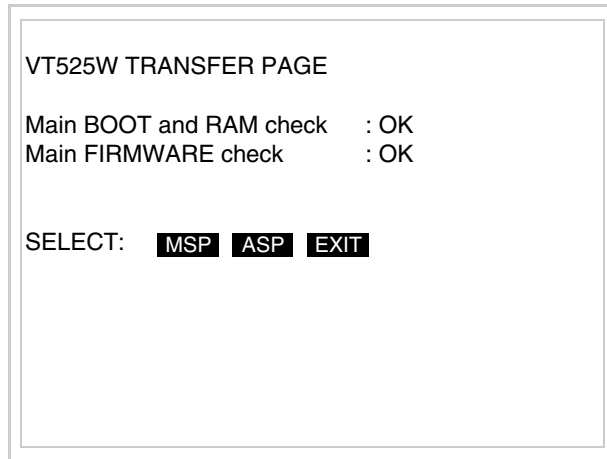 VT525W TRANSFER PAGE
Main BOOT and RAM check : OK
Main FIRMWARE check : OK
SELECT: MSP ASP EXIT